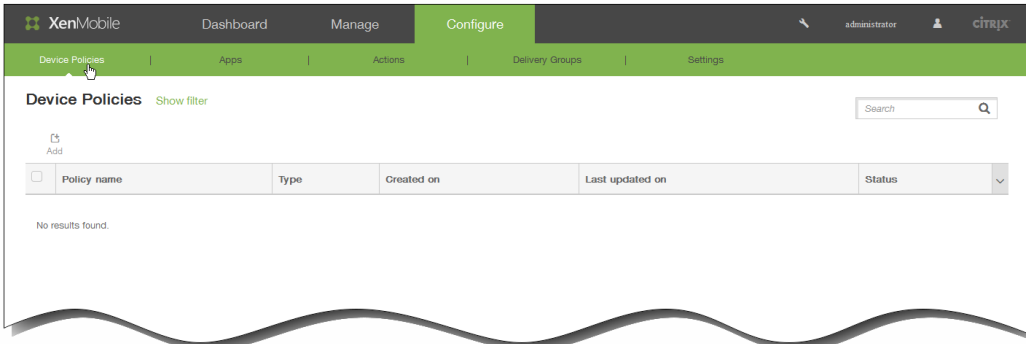 XenMobile Dashboard Manage Configure administrator CITRIX
Device Policies | Apps | Actions | Delivery Groups | Settings
Device Policies Show filter Search
Add
Policy name Type Created on Last updated on Status
No results found.